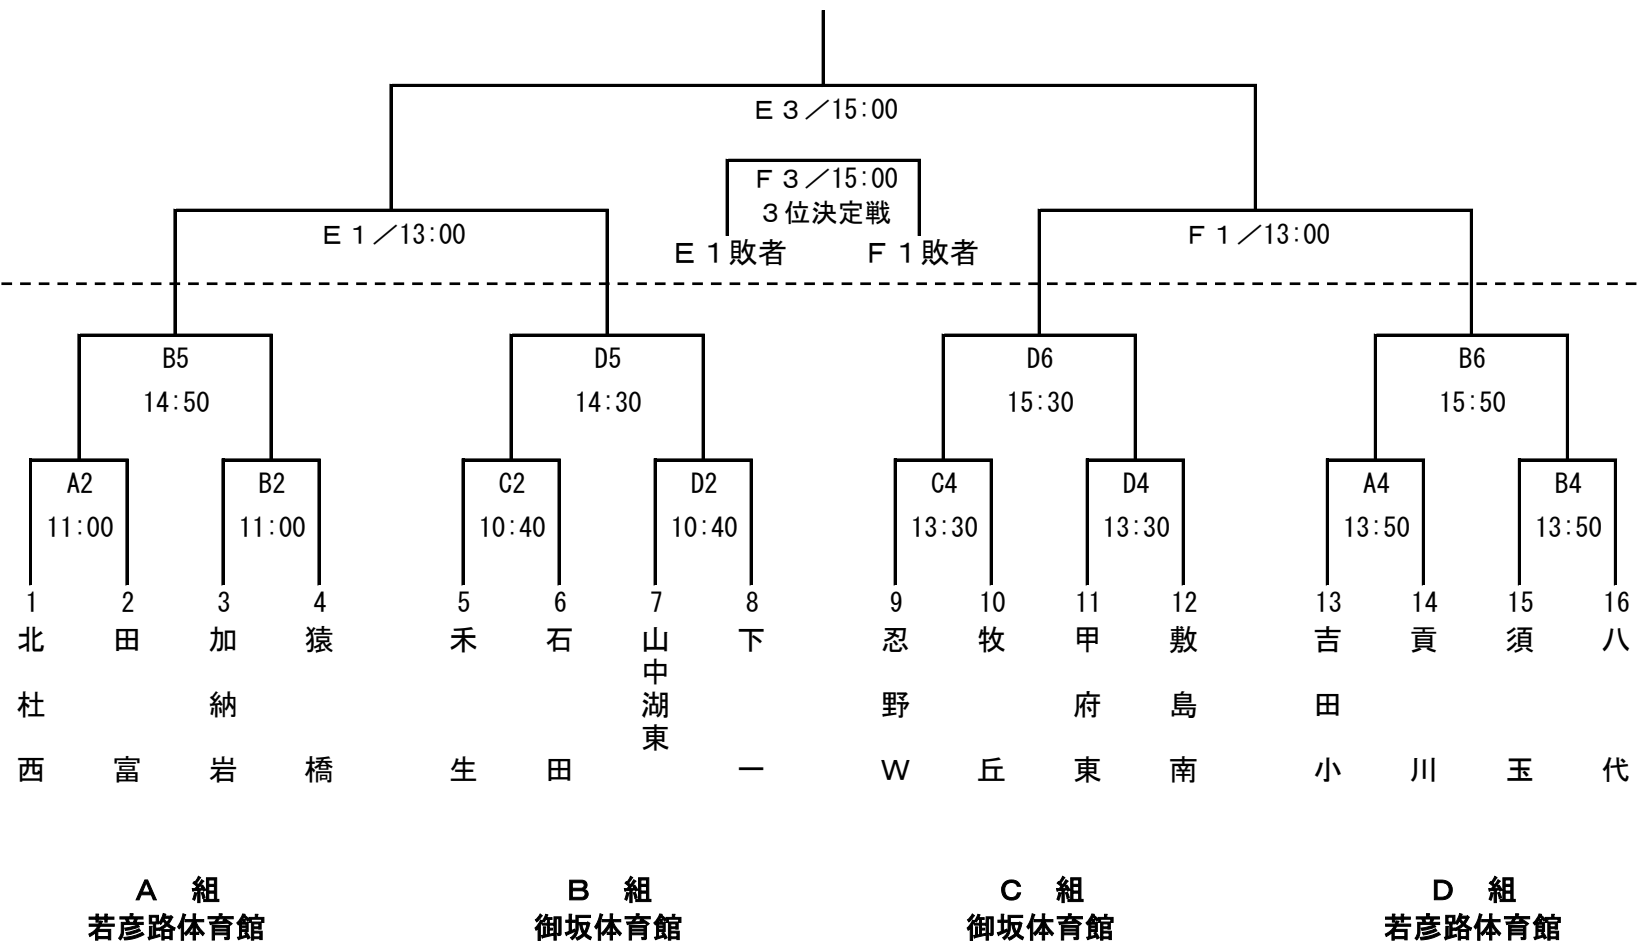 Ｅ３／15:00
Ｆ３／15:00
３位決定戦
Ｅ１敗者 Ｆ１敗者
Ｅ１／13:00 Ｆ１／13:00
B5 D5 D6 B6
14:50 14:30 15:30 15:50
A2 B2 C2 D2 C4 D4 A4 B4
11:00 11:00 10:40 10:40 13:30 13:30 13:50 13:50
1 2 3 4 5 6 7 8 9 10 11 12 13 14 15 16
北杜西
田富
加納岩
猿橋
禾生
石田
山中湖東
下一
忍野Ｗ
牧丘
甲府東
敷島南
吉田小
貢川
須玉
八代
Ａ　組 Ｂ　組 Ｃ　組 Ｄ　組
若彦路体育館 御坂体育館 御坂体育館 若彦路体育館